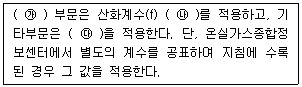 ( ㉮ ) 부문은 산화계수(f) ( ㉯ )를 적용하고, 기
타부문은 ( ㉰ )을 적용한다. 단, 온실가스종합정
보센터에서 별도의 계수를 공표하며 지침에 수록
된 경우 그 값을 적용한다.